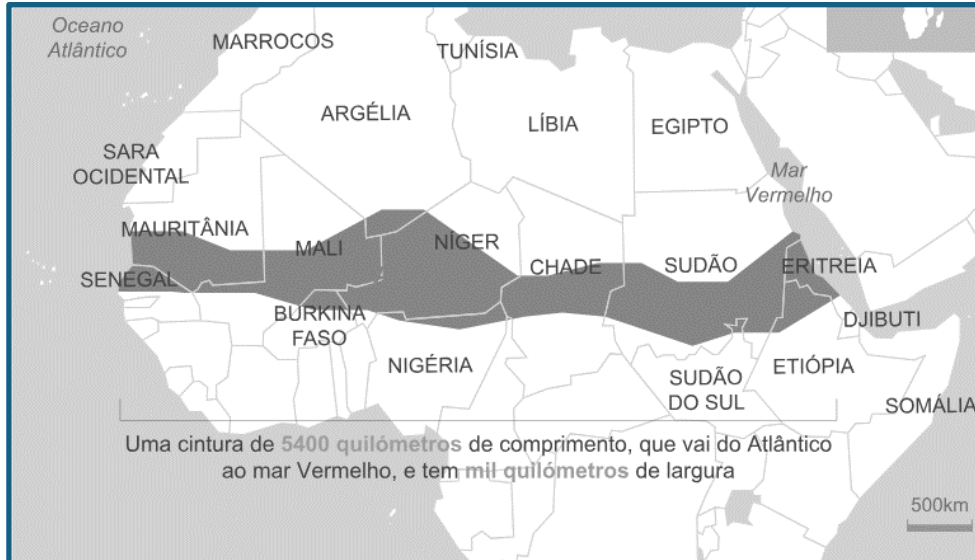 Oceano
Atlântico
MARROCOS
TUNÍSIA
ARGÉLIA
LÍBIA
EGIPTO
SARA
OCIDENTAL
Mar
Vermelho
MAURITÂNIA
MALI
NÍGER
CHADE
SUDÃO
ERITREIA
SENEGAL
BURKINA
FASO
DJIBUTI
NIGÉRIA
SUDÃO
DO SUL
ETIÓPIA
SOMÁLIA
Uma cintura de 5400 quilómetros de comprimento, que vai do Atlântico
ao mar Vermelho, e tem mil quilómetros de largura
500km